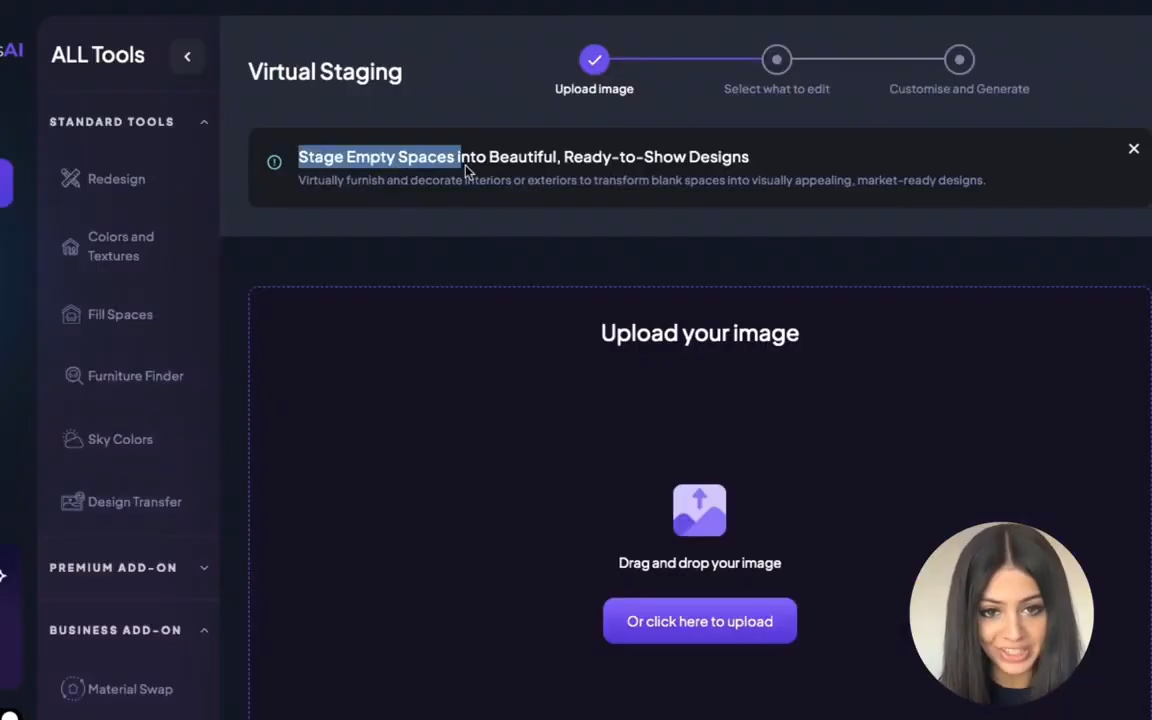 sAI
ALL Tools
STANDARD TOOLS
Redesign
Colors and
Textures
Fill Spaces
Furniture Finder
Sky Colors
Design Transfer
PREMIUM ADD-ON
BUSINESS ADD-ON
Material Swap
Virtual Staging
Upload image
Select what to edit
Customise and Generate
Stage Empty Spaces into Beautiful, Ready-to-Show Designs
Virtually furnish and decorate interiors or exteriors to transform blank spaces into visually appealing, market-ready designs.
Upload your image
Drag and drop your image
Or click here to upload